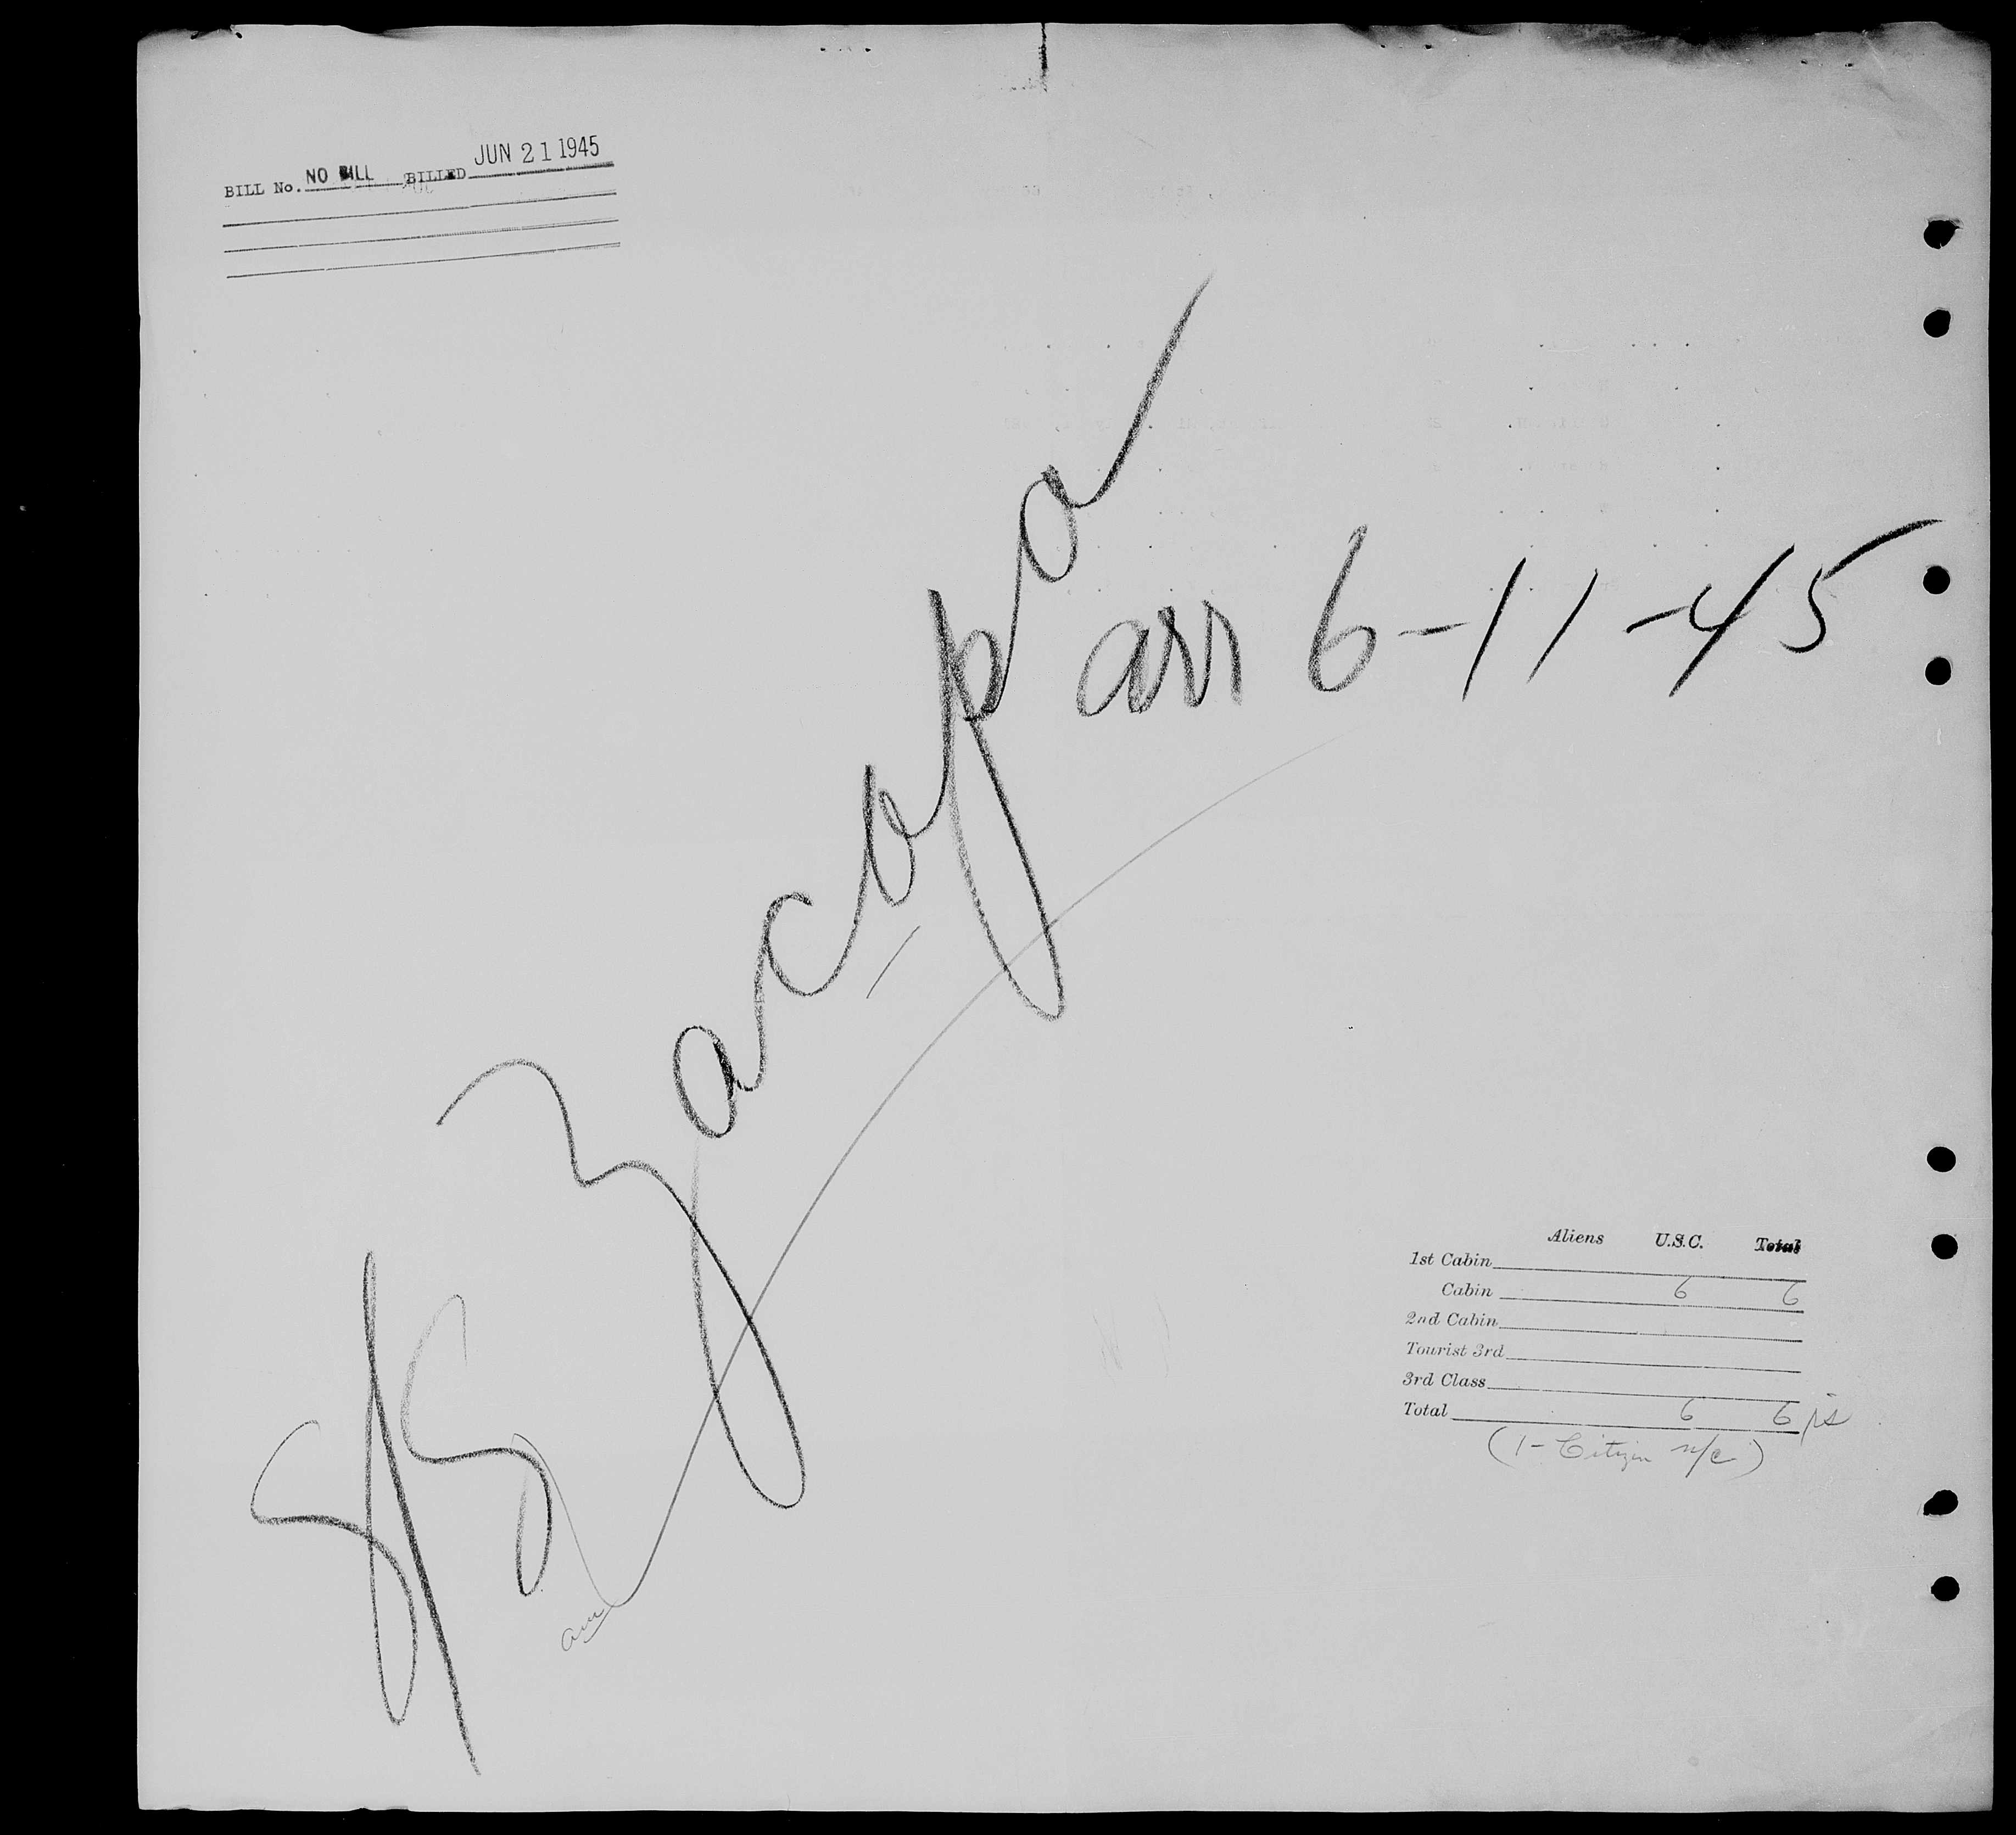 BILL No. NO BILL BILLED JUN 21 1945
S/S Zacapa
arr 6-11-45
Aliens U.S.C. Total
1st Cabin
Cabin 6 6
2nd Cabin
Tourist 3rd
3rd Class
Total 6 6
(1- Citizen n/c)